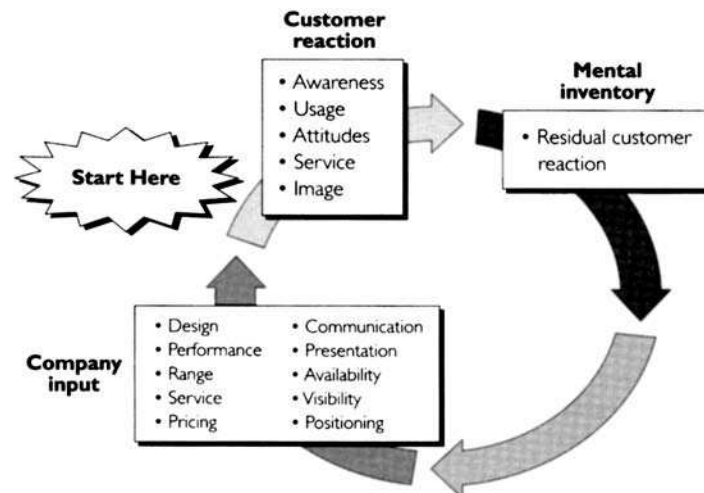 Customer
reaction
• Awareness
• Usage
• Attitudes
• Service
• Image
Mental
inventory
• Residual customer
reaction
Start Here
Company
input
• Design
• Performance
• Range
• Service
• Pricing
• Communication
• Presentation
• Availability
• Visibility
• Positioning